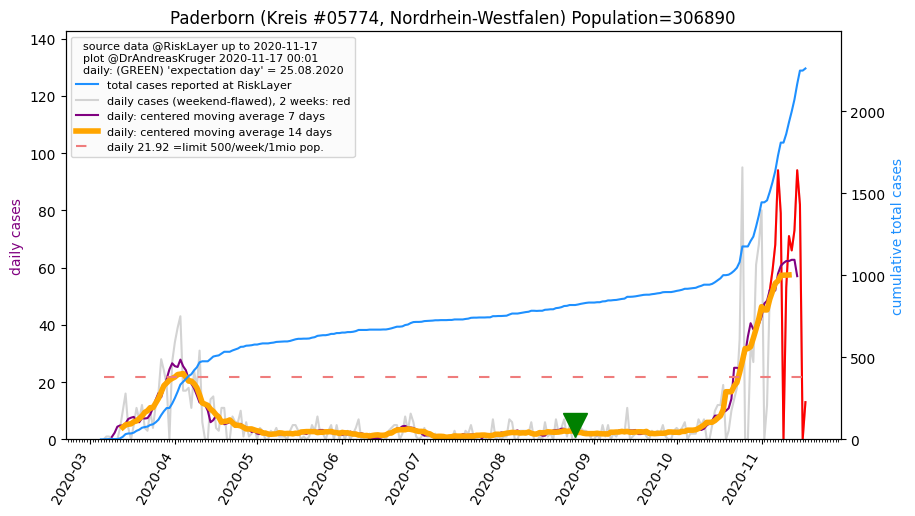 Paderborn (Kreis #05774, Nordrhein-Westfalen) Population=306890
source data @RiskLayer up to 2020-11-17
plot @DrAndreasKruger 2020-11-17 00:01
daily: (GREEN) 'expectation day' = 25.08.2020
total cases reported at RiskLayer
daily cases (weekend-flawed), 2 weeks: red
daily: centered moving average 7 days
daily: centered moving average 14 days
daily 21.92 =limit 500/week/1mio pop.
daily cases
140
120
100
80
60
40
20
0
cumulative total cases
2000
1500
1000
500
0
2020-03
2020-04
2020-05
2020-06
2020-07
2020-08
2020-09
2020-10
2020-11